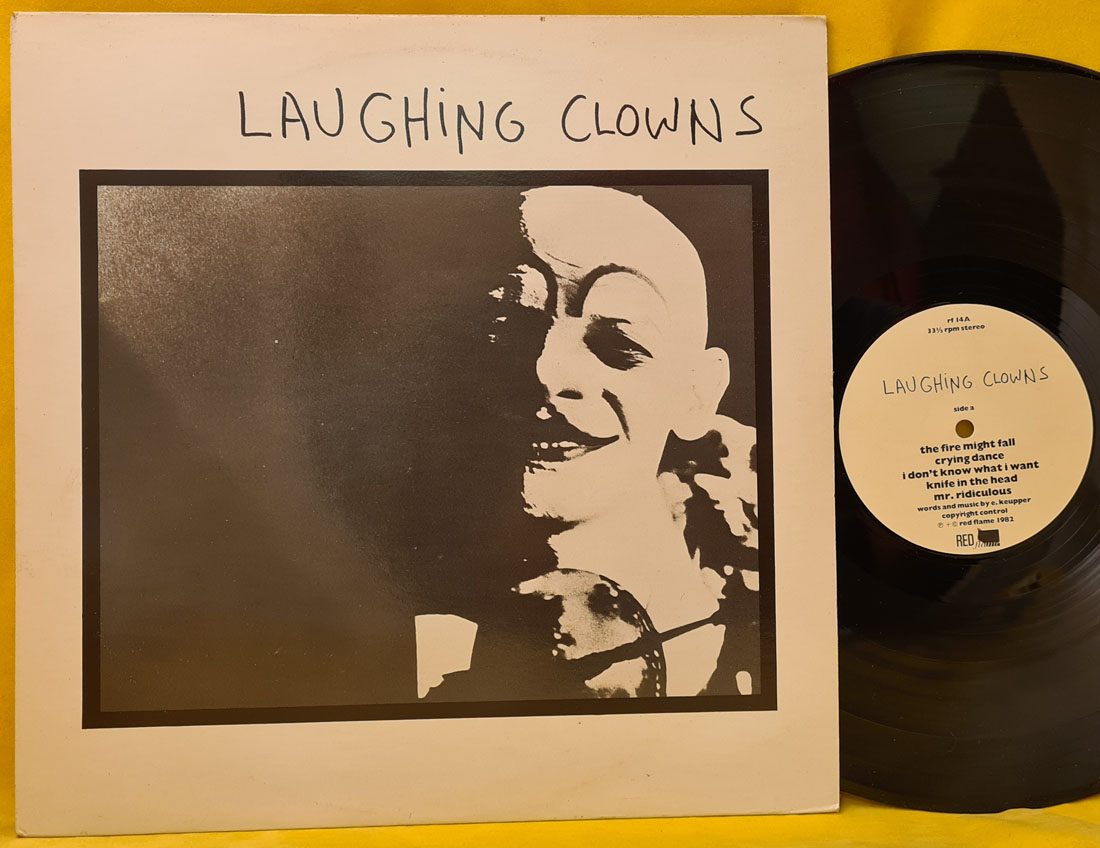 LAUGHiNG CLOWNS
rf 14A
33⅓ rpm stereo
LAUGHiNG CLOWNS
side a
the fire might fall
crying dance
i don't know what i want
knife in the head
mr. ridiculous
words and music by e. keupper
copyright control
℗ + © red flame 1982
RED